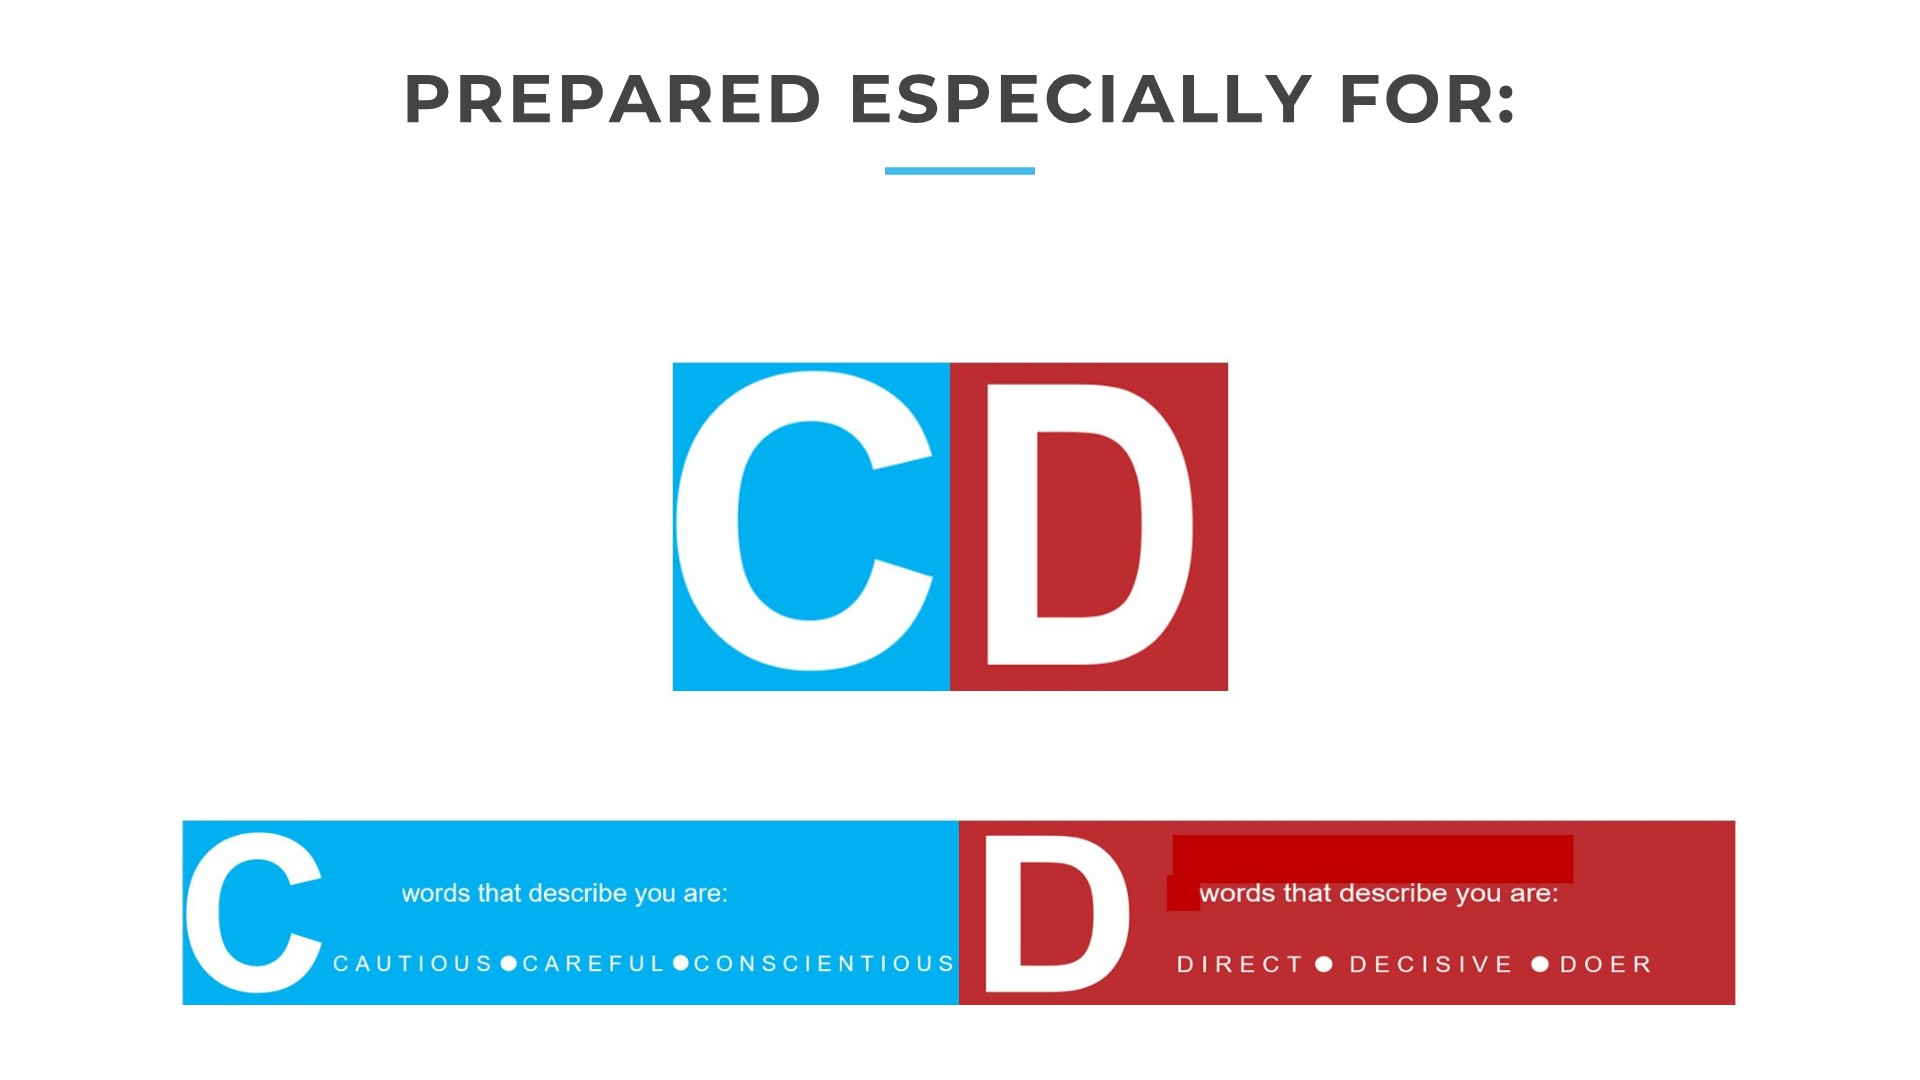 PREPARED ESPECIALLY FOR:
CD
C
words that describe you are:
CAUTIOUS●CAREFUL●CONSCIENTIOUS
D
words that describe you are:
DIRECT● DECISIVE ●DOER